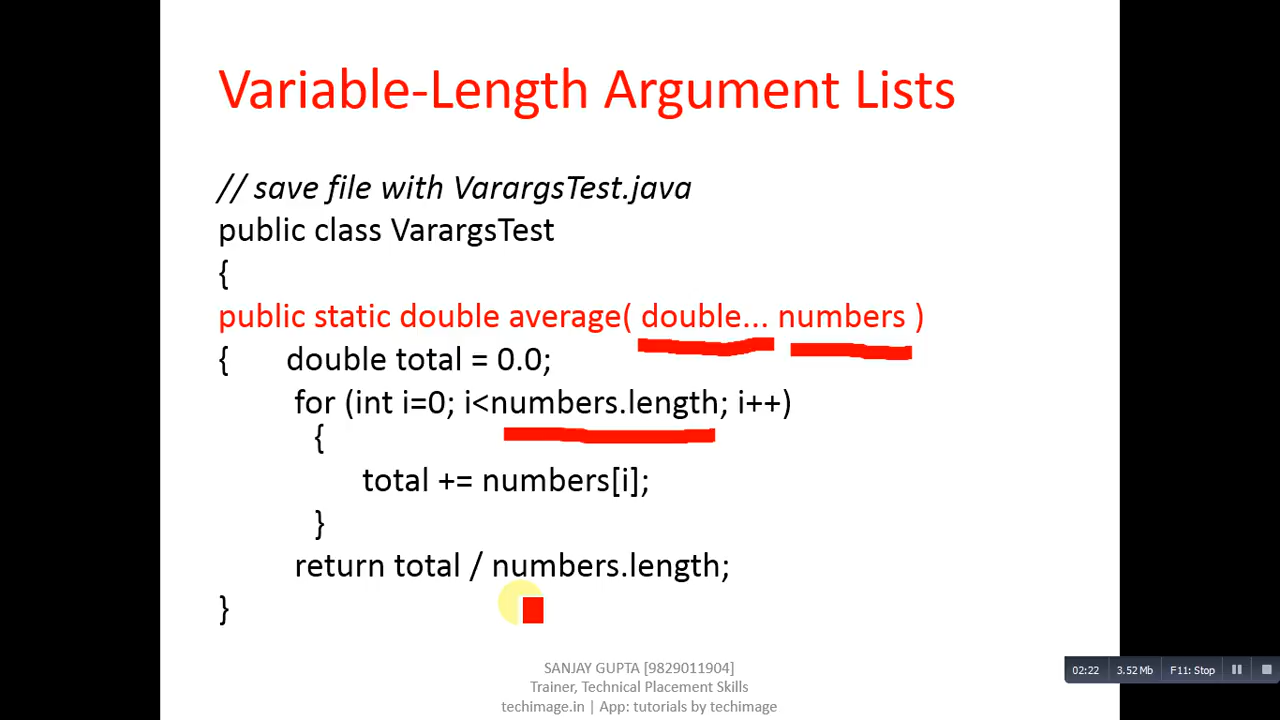 Variable-Length Argument Lists
// save file with VarargsTest.java
public class VarargsTest
{
public static double average( double... numbers )
{ double total = 0.0;
for (int i=0; i<numbers.length; i++)
{
total += numbers[i];
}
return total / numbers.length;
}
SANJAY GUPTA [9829011904]
Trainer, Technical Placement Skills
techimage.in | App: tutorials by techimage
02:22 3.52 Mb F11: Stop